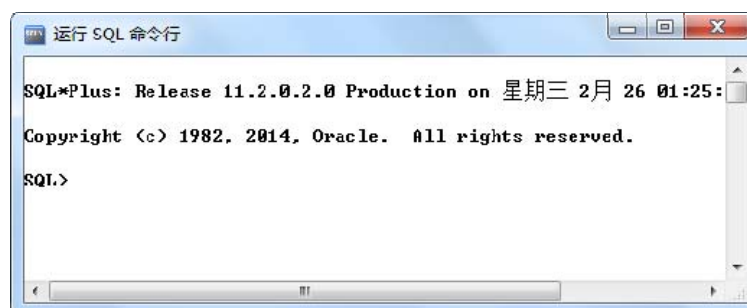 运行 SQL 命令行
SQL*Plus: Release 11.2.0.2.0 Production on 星期三 2月 26 01:25:
Copyright (c) 1982, 2014, Oracle.  All rights reserved.
SQL>